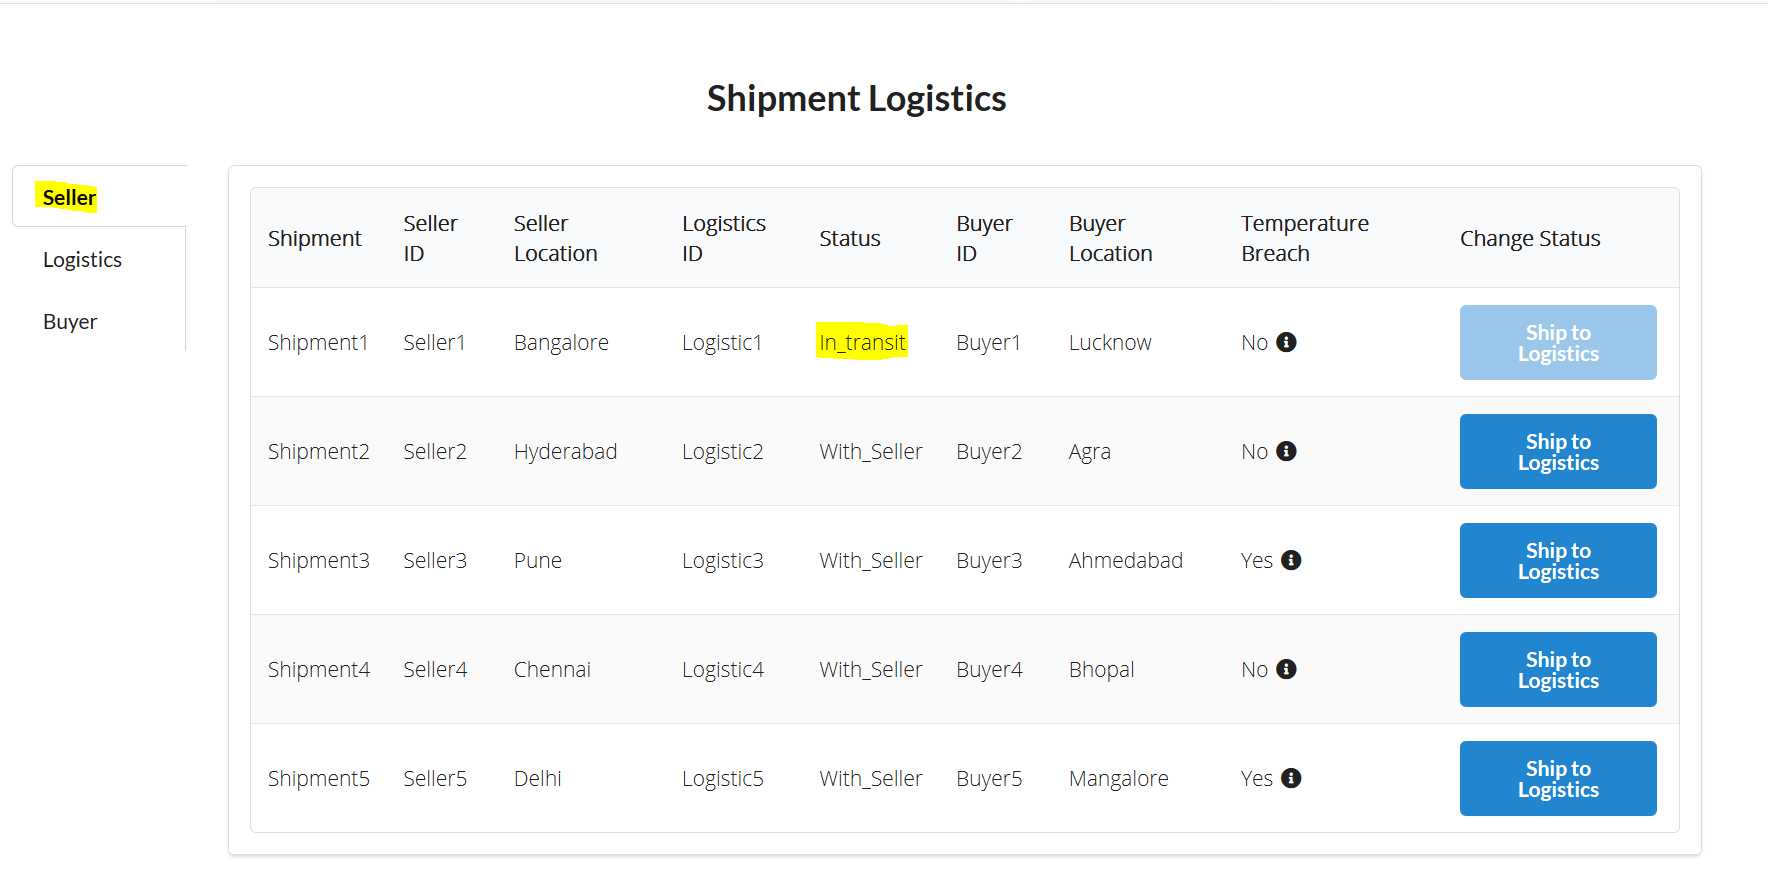 Shipment Logistics
Seller
Logistics
Buyer
Shipment Seller ID Seller Location Logistics ID Status Buyer ID Buyer Location Temperature Breach Change Status
Shipment1 Seller1 Bangalore Logistic1 In_transit Buyer1 Lucknow No Ship to Logistics
Shipment2 Seller2 Hyderabad Logistic2 With_Seller Buyer2 Agra No Ship to Logistics
Shipment3 Seller3 Pune Logistic3 With_Seller Buyer3 Ahmedabad Yes Ship to Logistics
Shipment4 Seller4 Chennai Logistic4 With_Seller Buyer4 Bhopal No Ship to Logistics
Shipment5 Seller5 Delhi Logistic5 With_Seller Buyer5 Mangalore Yes Ship to Logistics